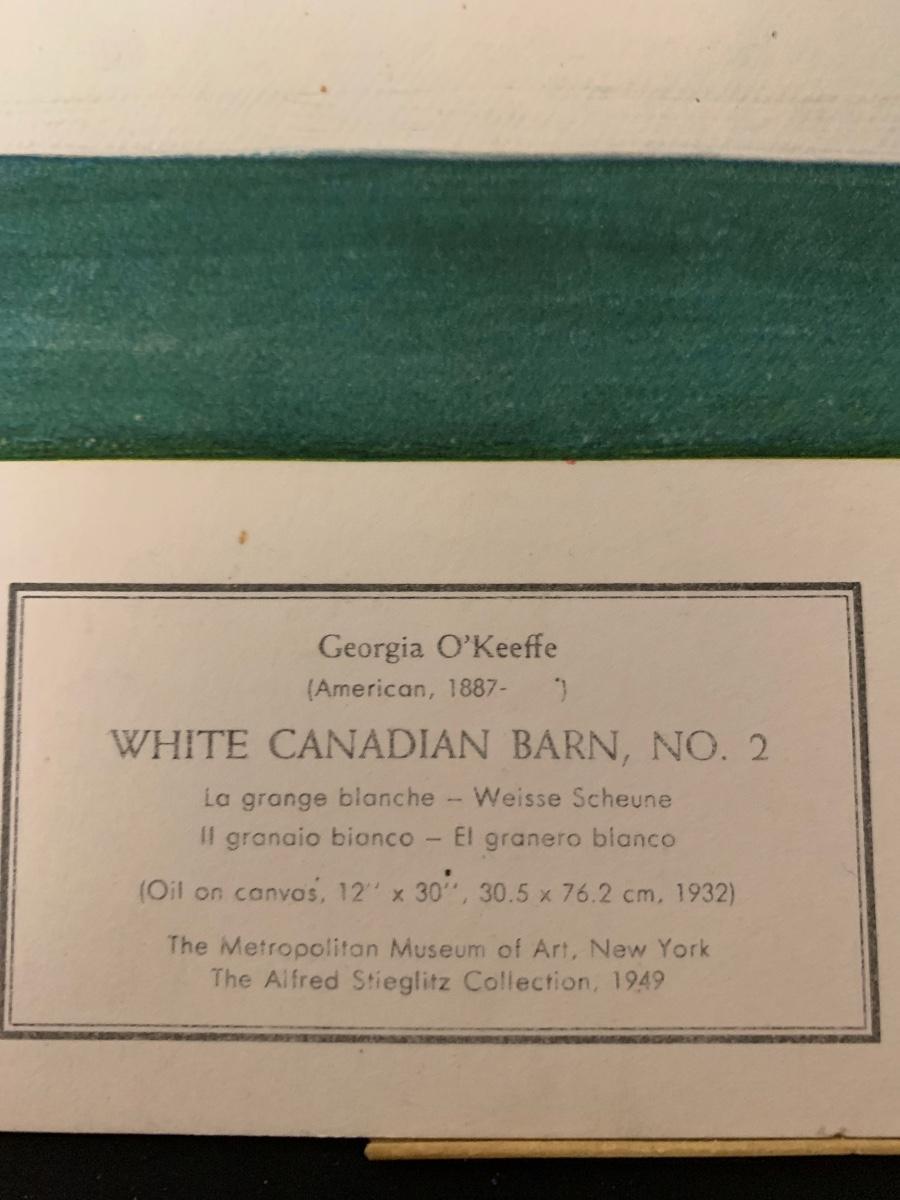 Georgia O'Keeffe
(American, 1887- )
WHITE CANADIAN BARN, NO. 2
La grange blanche – Weisse Scheune
Il granaio bianco – El granero blanco
(Oil on canvas, 12'' x 30'', 30.5 x 76.2 cm, 1932)
The Metropolitan Museum of Art, New York
The Alfred Stieglitz Collection, 1949